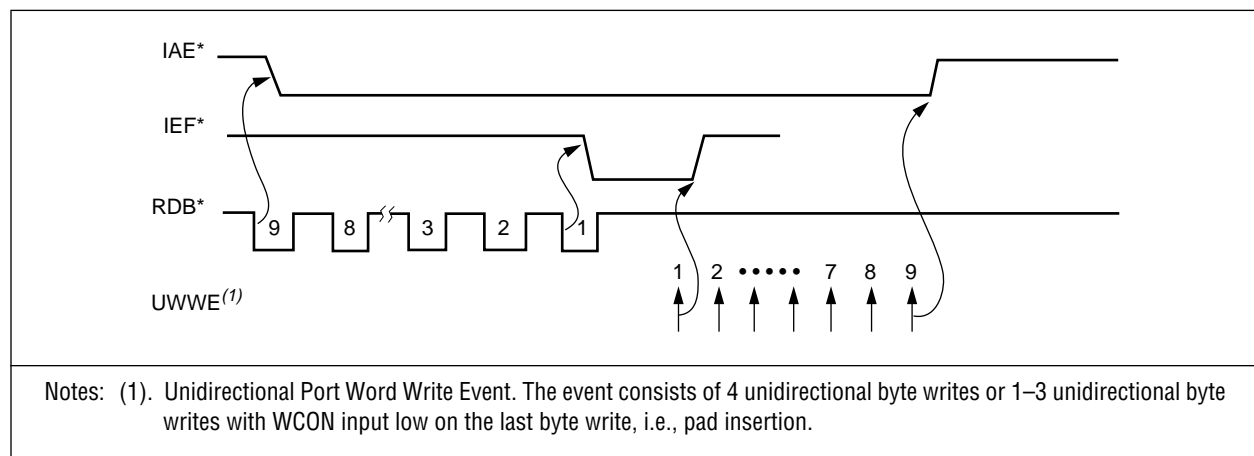 IAE*
IEF*
RDB*
9 8 3 2 1
1 2 ••••• 7 8 9
UWWE(1)
Notes: (1). Unidirectional Port Word Write Event. The event consists of 4 unidirectional byte writes or 1–3 unidirectional byte
writes with WCON input low on the last byte write, i.e., pad insertion.